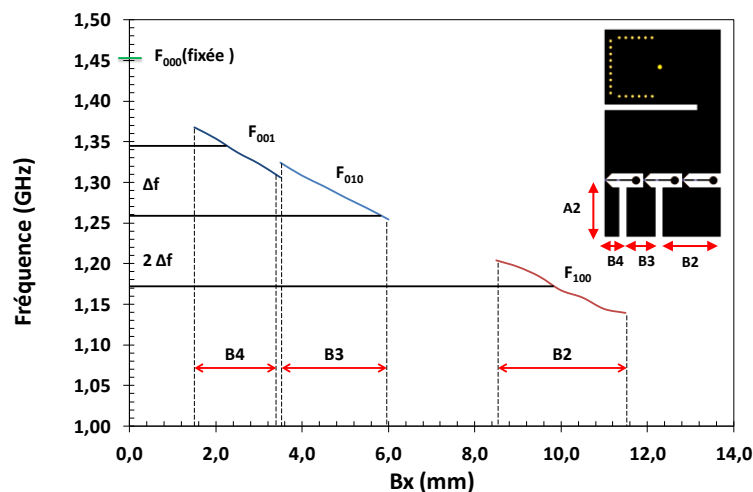 Fréquence (GHz)
1,50
1,45
1,40
1,35
1,30
1,25
1,20
1,15
1,10
1,05
1,00
F000 (fixée )
F001
F010
F100
Δf
2 Δf
B4
B3
B2
A2
B4
B3
B2
0,0 2,0 4,0 6,0 8,0 10,0 12,0 14,0
Bx (mm)